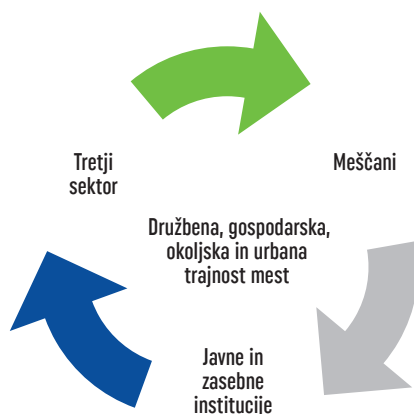 Tretji
sektor
Meščani
Družbena, gospodarska,
okoljska in urbana
trajnost mest
Javne in
zasebne
institucije